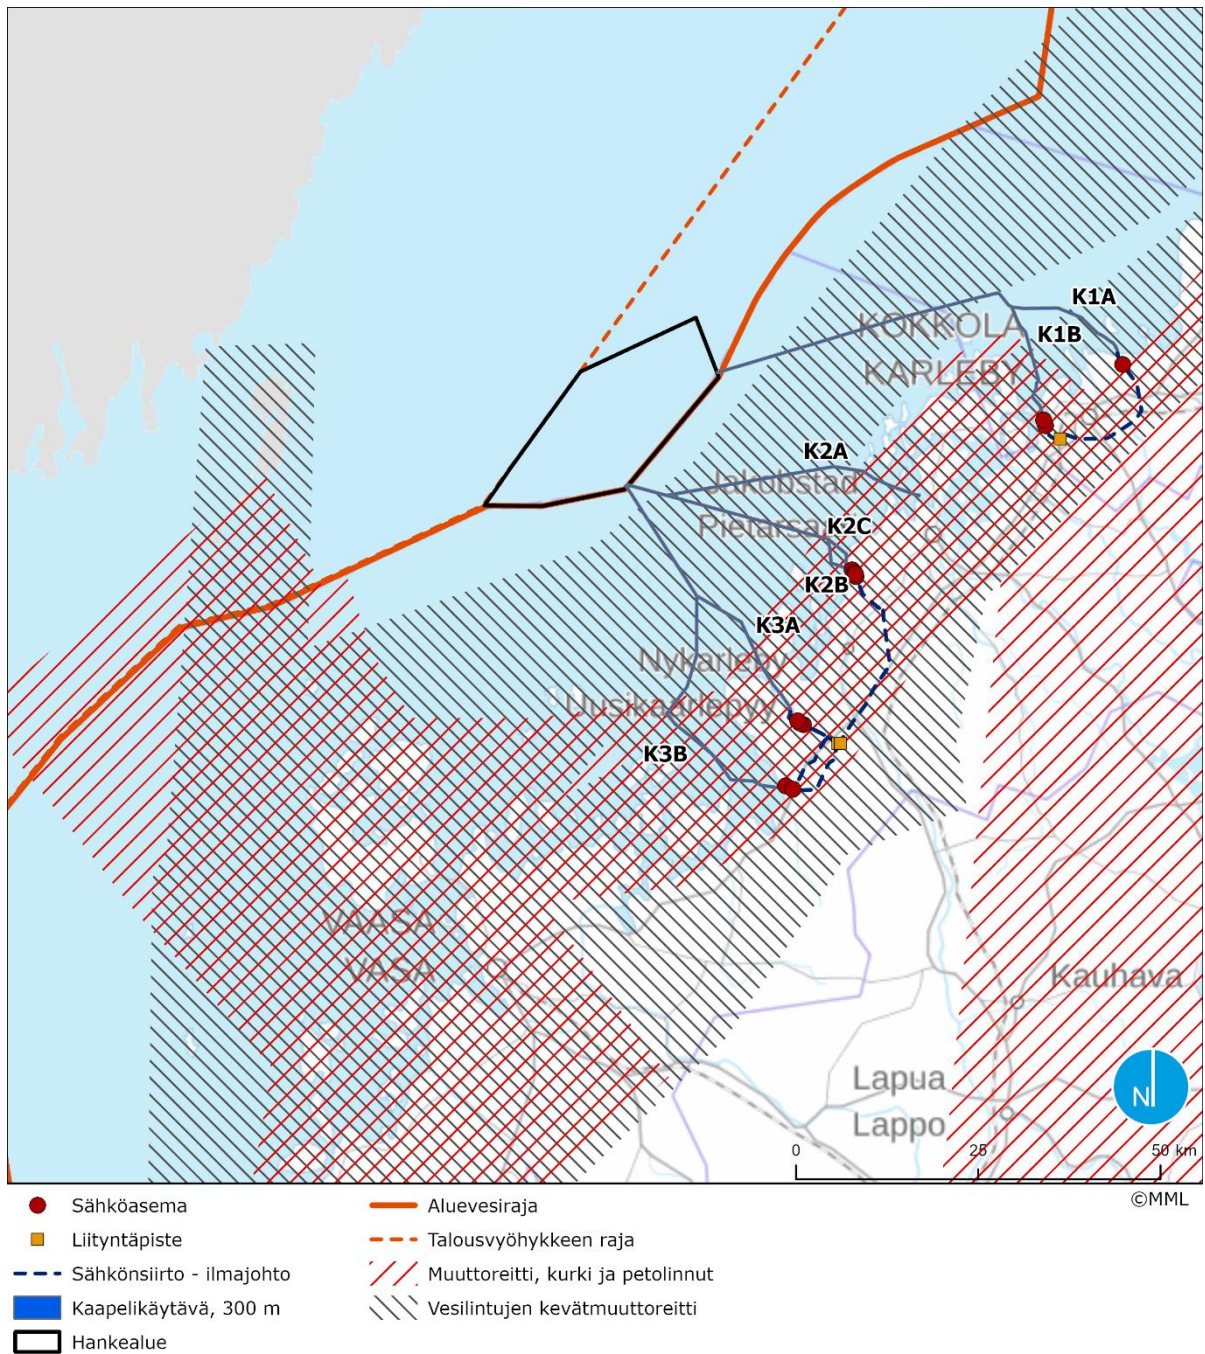 K1A
KOKKOLA
K1B
KARLEBY
K2A
Jakobstad
Pietarsaari
K2C
K2B
K3A
Nykarleby
Uusikaarlepyy
K3B
VAASA
VASA
Kauhava
Lapua
Lappo
N
0 25 50 km
©MML
Sähköasema
Liityntäpiste
Sähkönsiirto - ilmajohto
Kaapelikäytävä, 300 m
Hankealue
Aluevesiraja
Talousvyöhykkeen raja
Muuttoreitti, kurki ja petolinnut
Vesilintujen kevätmuuttoreitti